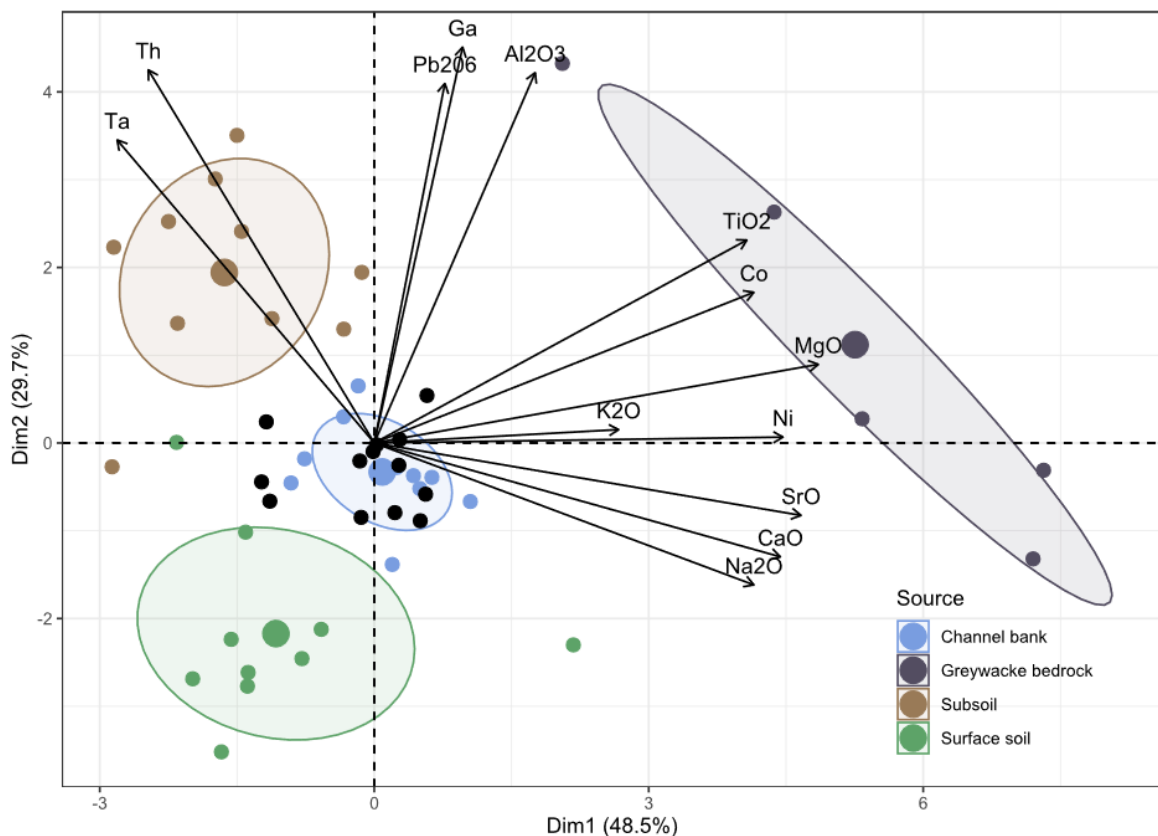 Ga
Th
Al2O3
Pb206
Ta
4
TiO2
Co
2
MgO
K2O
Ni
0
SrO
CaO
Na2O
-2
Source
Channel bank
Greywacke bedrock
Subsoil
Surface soil
-3
0
3
6
Dim1 (48.5%)
Dim2 (29.7%)